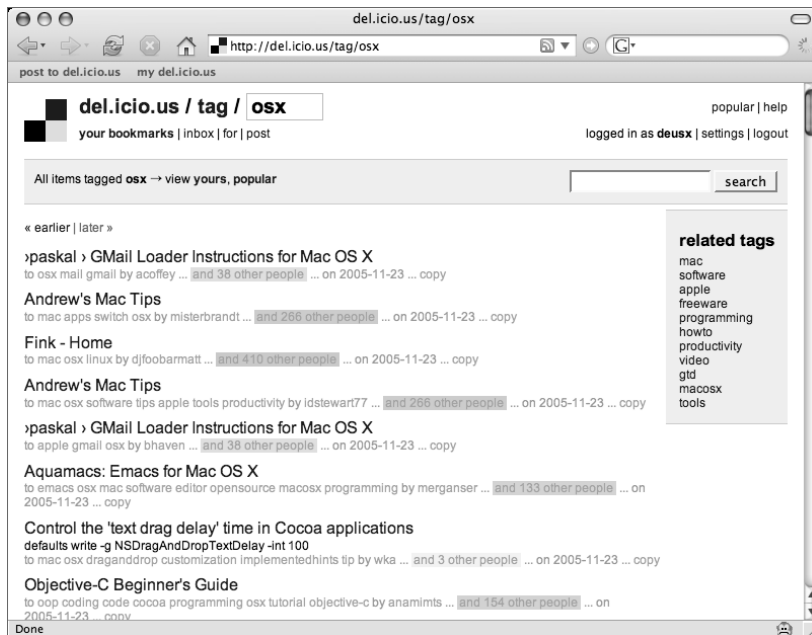 del.icio.us/tag/osx
http://del.icio.us/tag/osx
G
post to del.icio.us my del.icio.us
del.icio.us / tag / osx
popular | help
your bookmarks | inbox | for | post
logged in as deusx | settings | logout
All items tagged osx → view yours, popular
search
« earlier | later »
›paskal › GMail Loader Instructions for Mac OS X
to osx mail gmail by acoffey ... and 38 other people ... on 2005-11-23 ... copy
Andrew's Mac Tips
to mac apps switch osx by misterbrandt ... and 266 other people ... on 2005-11-23 ... copy
Fink - Home
to mac osx linux by djfoobarmatt ... and 410 other people ... on 2005-11-23 ... copy
Andrew's Mac Tips
to mac osx software tips apple tools productivity by idstewart77 ... and 266 other people ... on 2005-11-23 ... copy
›paskal › GMail Loader Instructions for Mac OS X
to apple gmail osx by bhaven ... and 38 other people ... on 2005-11-23 ... copy
Aquamacs: Emacs for Mac OS X
to emacs osx mac software editor opensource macosx programming by merganser ... and 133 other people ... on
2005-11-23 ... copy
Control the 'text drag delay' time in Cocoa applications
defaults write -g NSDragAndDropTextDelay -int 100
to mac osx draganddrop customization implementedhints tip by wka ... and 3 other people ... on 2005-11-23 ... copy
Objective-C Beginner's Guide
to oop coding code cocoa programming osx tutorial objective-c by anamimts ... and 154 other people ... on
2005-11-23 ... copy
related tags
mac
software
apple
freeware
programming
howto
productivity
video
gtd
macosx
tools
Done